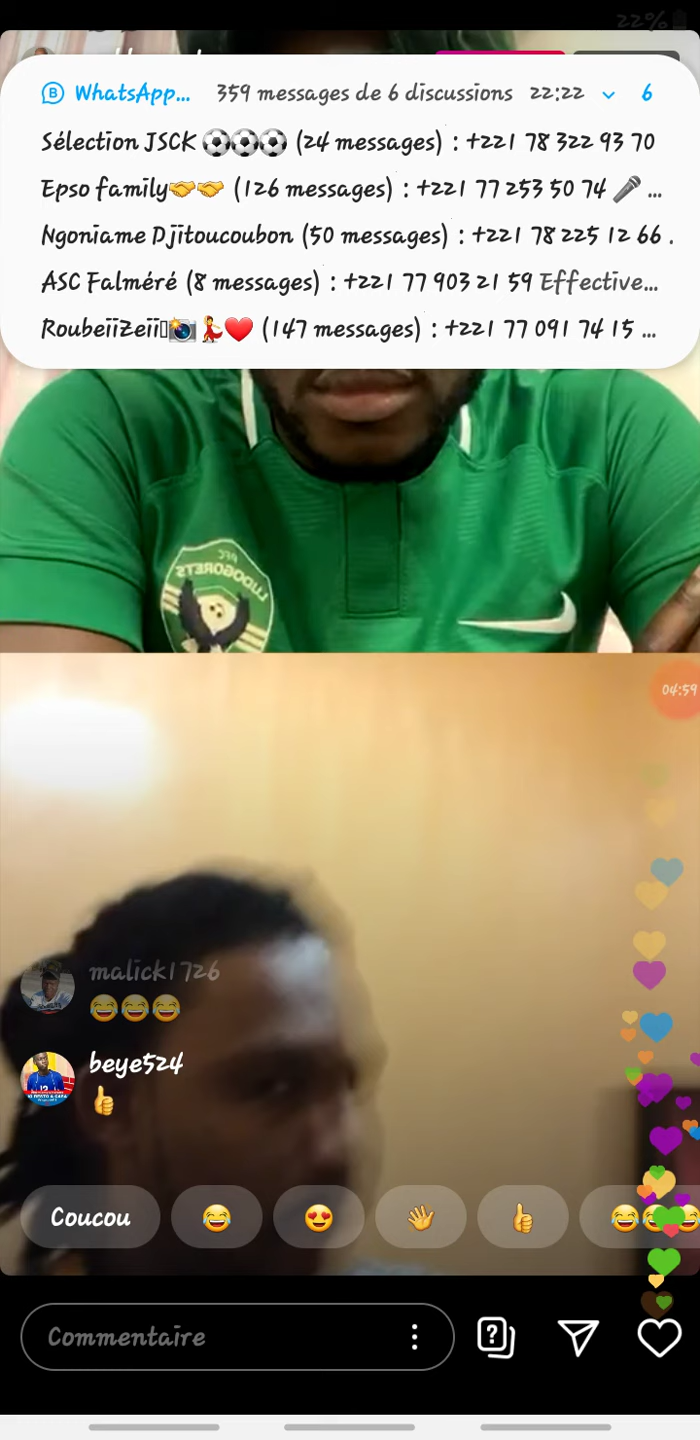 22%
WhatsApp... 359 messages de 6 discussions 22:22 6
Sélection JSCK ⚽⚽⚽ (24 messages) : +221 78 322 93 70
Epso family🤝🤝 (126 messages) : +221 77 253 50 74 🎤 ...
Ngoniame Djitoucoubon (50 messages) : +221 78 225 12 66 .
ASC Falméré (8 messages) : +221 77 903 21 59 Effective...
RoubeïïZeïï📸💃❤️ (147 messages) : +221 77 091 74 15 ...
PFC
LUDOGORETS
04:59
malick1726
😂😂😂
beye524
👍
Coucou 😂 😍 👋 👍 😂😂😂
Commentaire